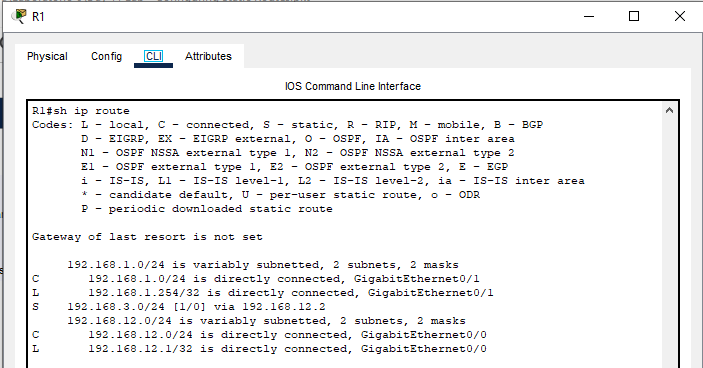 R1
Physical Config CLI Attributes
IOS Command Line Interface
R1#sh ip route
Codes: L - local, C - connected, S - static, R - RIP, M - mobile, B - BGP
D - EIGRP, EX - EIGRP external, O - OSPF, IA - OSPF inter area
N1 - OSPF NSSA external type 1, N2 - OSPF NSSA external type 2
E1 - OSPF external type 1, E2 - OSPF external type 2, E - EGP
i - IS-IS, L1 - IS-IS level-1, L2 - IS-IS level-2, ia - IS-IS inter area
* - candidate default, U - per-user static route, o - ODR
P - periodic downloaded static route
Gateway of last resort is not set
192.168.1.0/24 is variably subnetted, 2 subnets, 2 masks
C 192.168.1.0/24 is directly connected, GigabitEthernet0/1
L 192.168.1.254/32 is directly connected, GigabitEthernet0/1
S 192.168.3.0/24 [1/0] via 192.168.12.2
192.168.12.0/24 is variably subnetted, 2 subnets, 2 masks
C 192.168.12.0/24 is directly connected, GigabitEthernet0/0
L 192.168.12.1/32 is directly connected, GigabitEthernet0/0